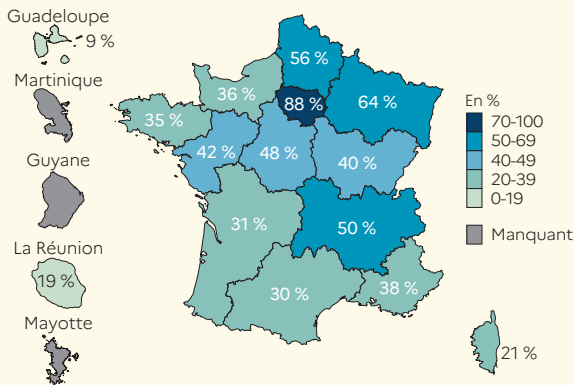 Guadeloupe
9 %
Martinique
Guyane
La Réunion
19 %
Mayotte
56 %
36 %
88 %
64 %
35 %
42 %
48 %
40 %
31 %
50 %
30 %
38 %
21 %
En %
70-100
50-69
40-49
20-39
0-19
Manquant